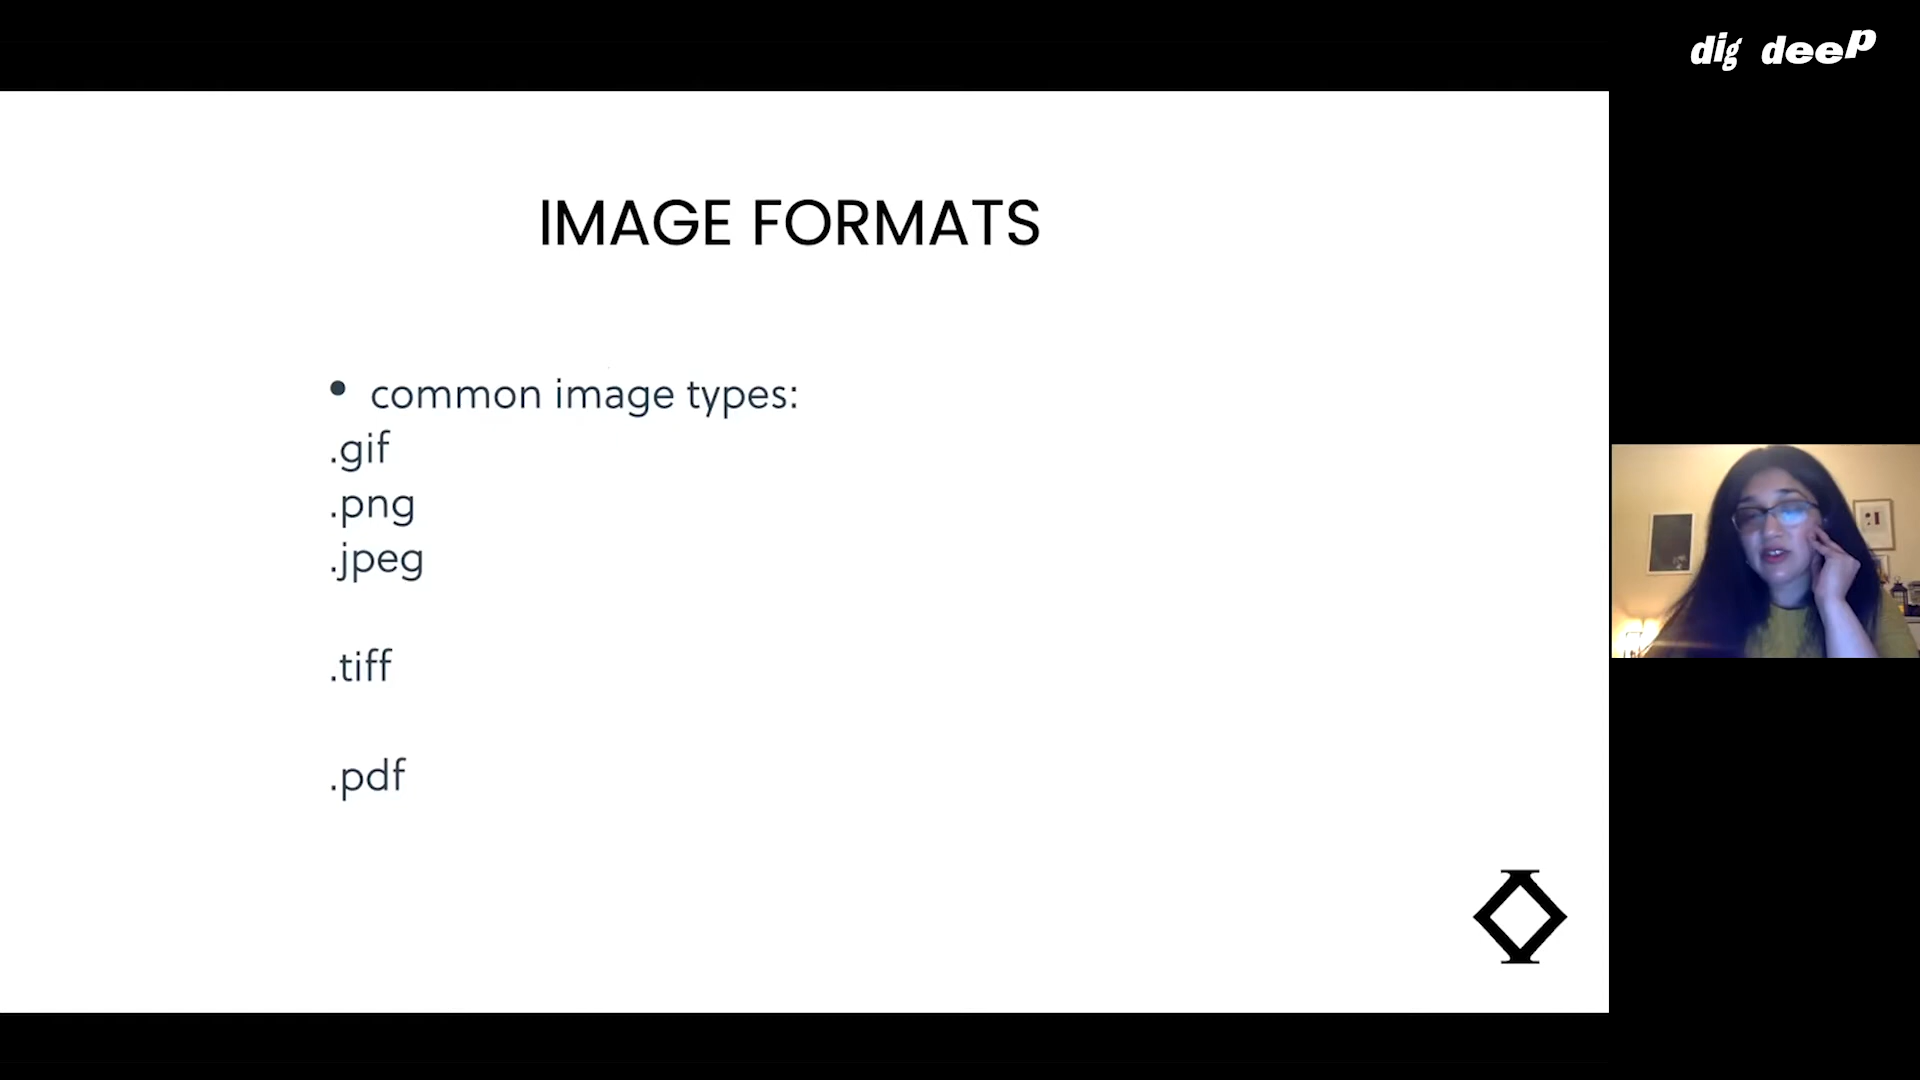 dig deep
IMAGE FORMATS
• common image types:
.gif
.png
.jpeg
.tiff
.pdf